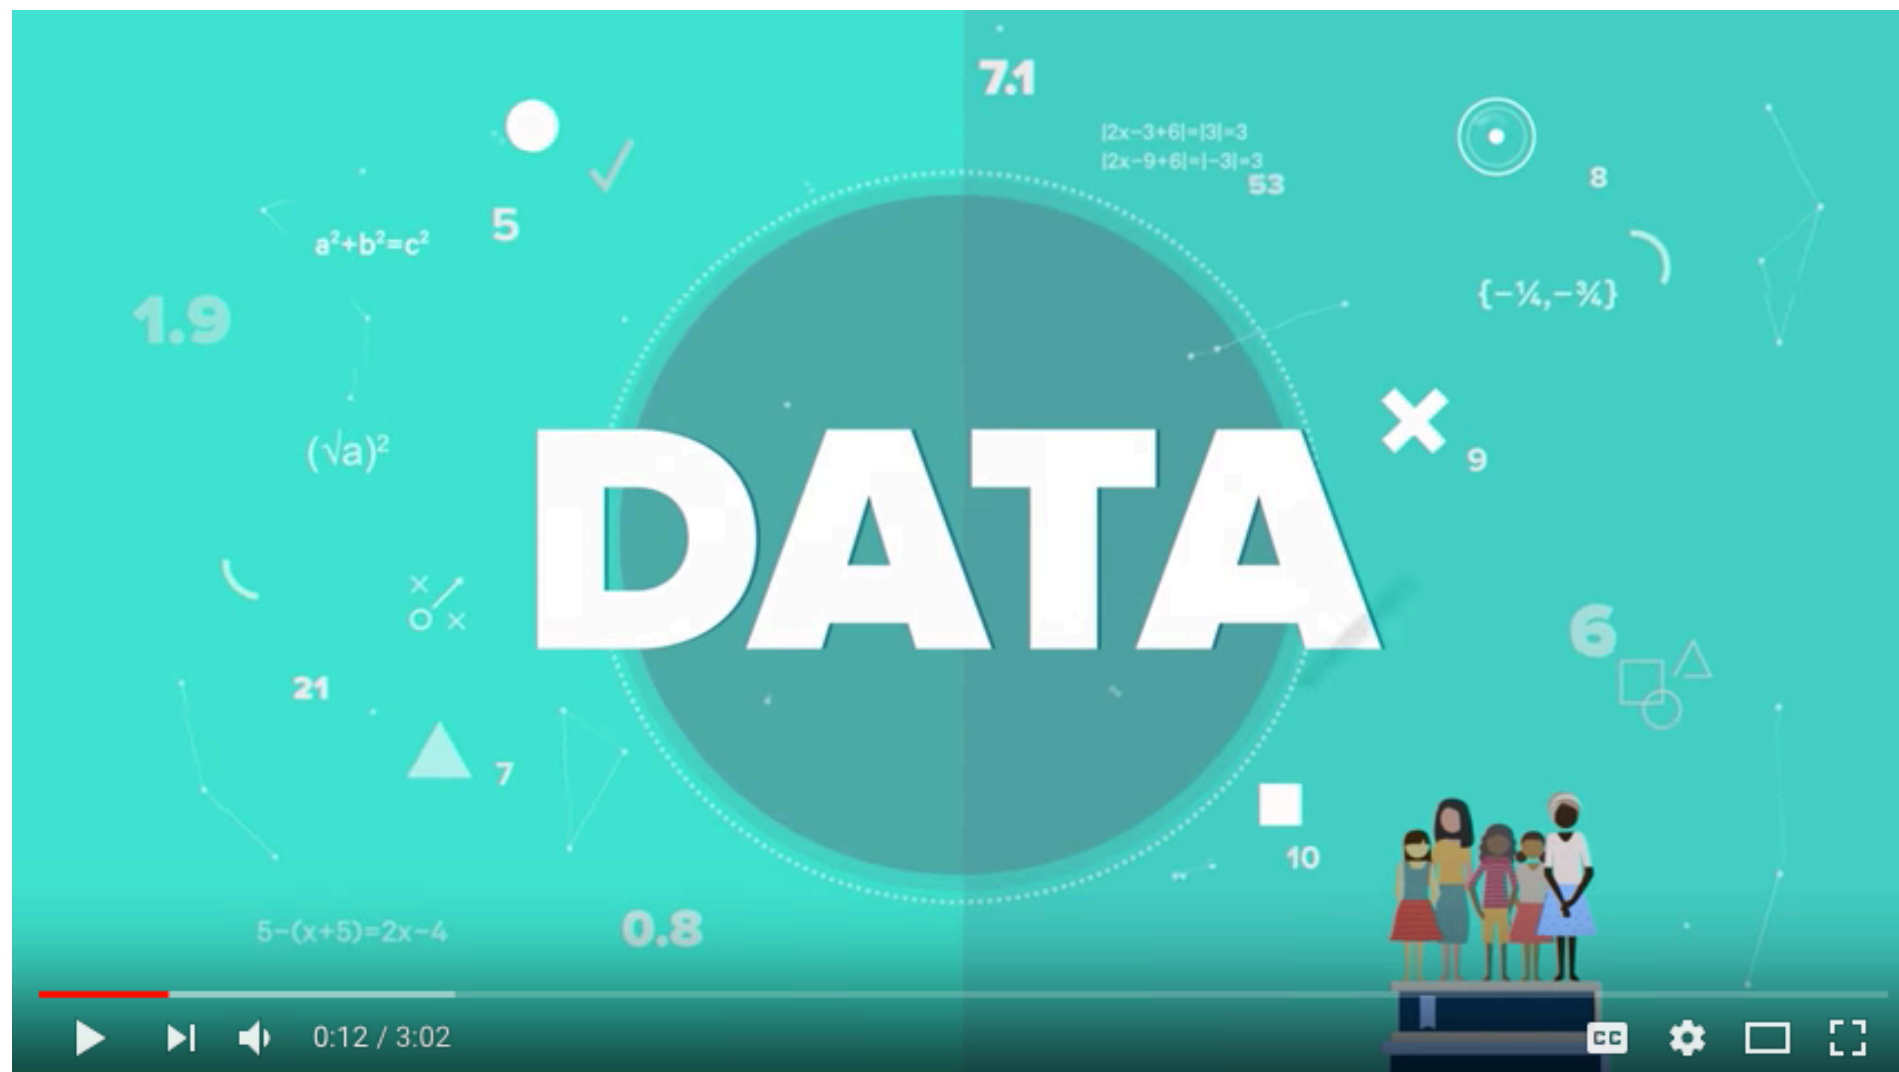 7.1
|2x−3+6|=|3|=3
|2x−9+6|=|−3|=3
53
8
5
a²+b²=c²
1.9
{−¼,−¾}
(√a)²
DATA
9
6
21
7
10
5−(x+5)=2x−4
0.8
0:12 / 3:02
CC